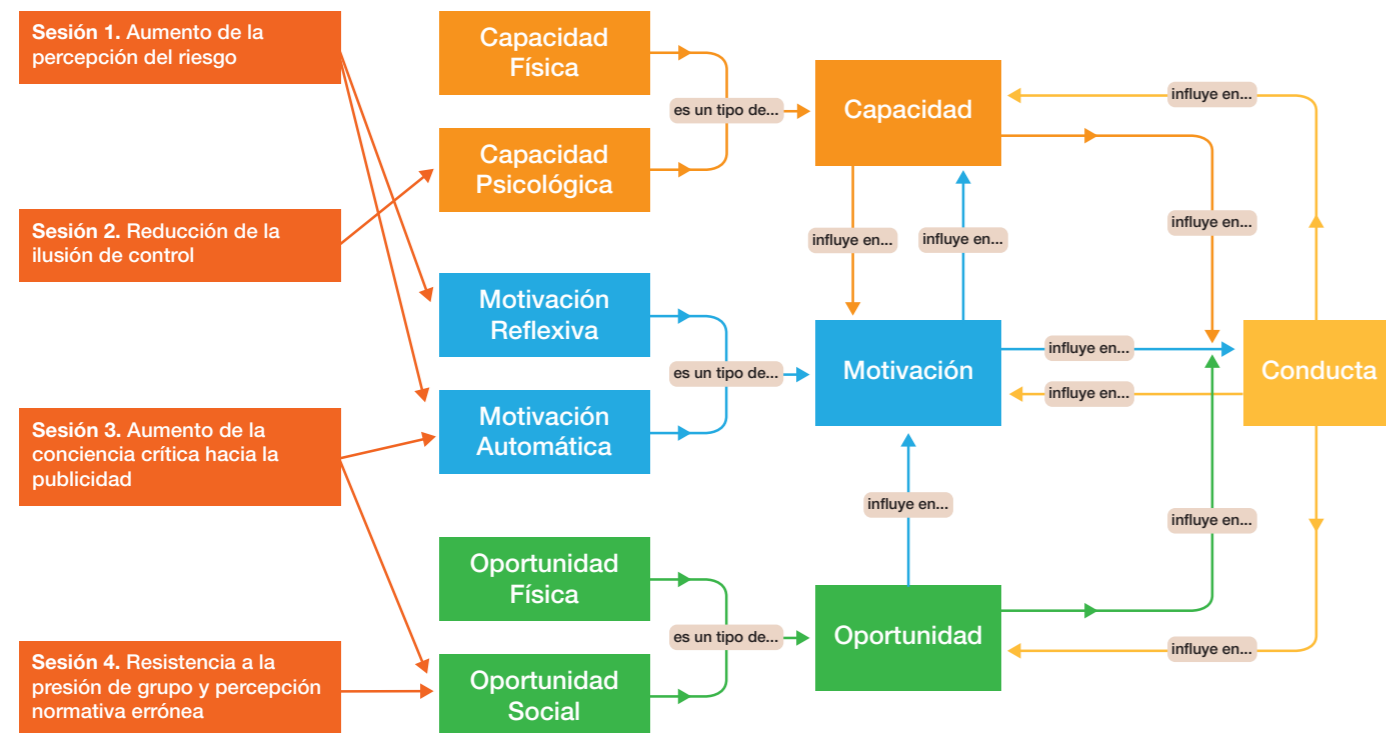 Sesión 1. Aumento de la
percepción del riesgo
Sesión 2. Reducción de la
ilusión de control
Sesión 3. Aumento de la
conciencia crítica hacia la
publicidad
Sesión 4. Resistencia a la
presión de grupo y percepción
normativa errónea
Capacidad
Física
Capacidad
Psicológica
Motivación
Reflexiva
Motivación
Automática
Oportunidad
Física
Oportunidad
Social
es un tipo de...
es un tipo de...
es un tipo de...
Capacidad
influye en...
influye en...
Motivación
influye en...
Oportunidad
influye en...
influye en...
influye en...
influye en...
influye en...
influye en...
Conducta